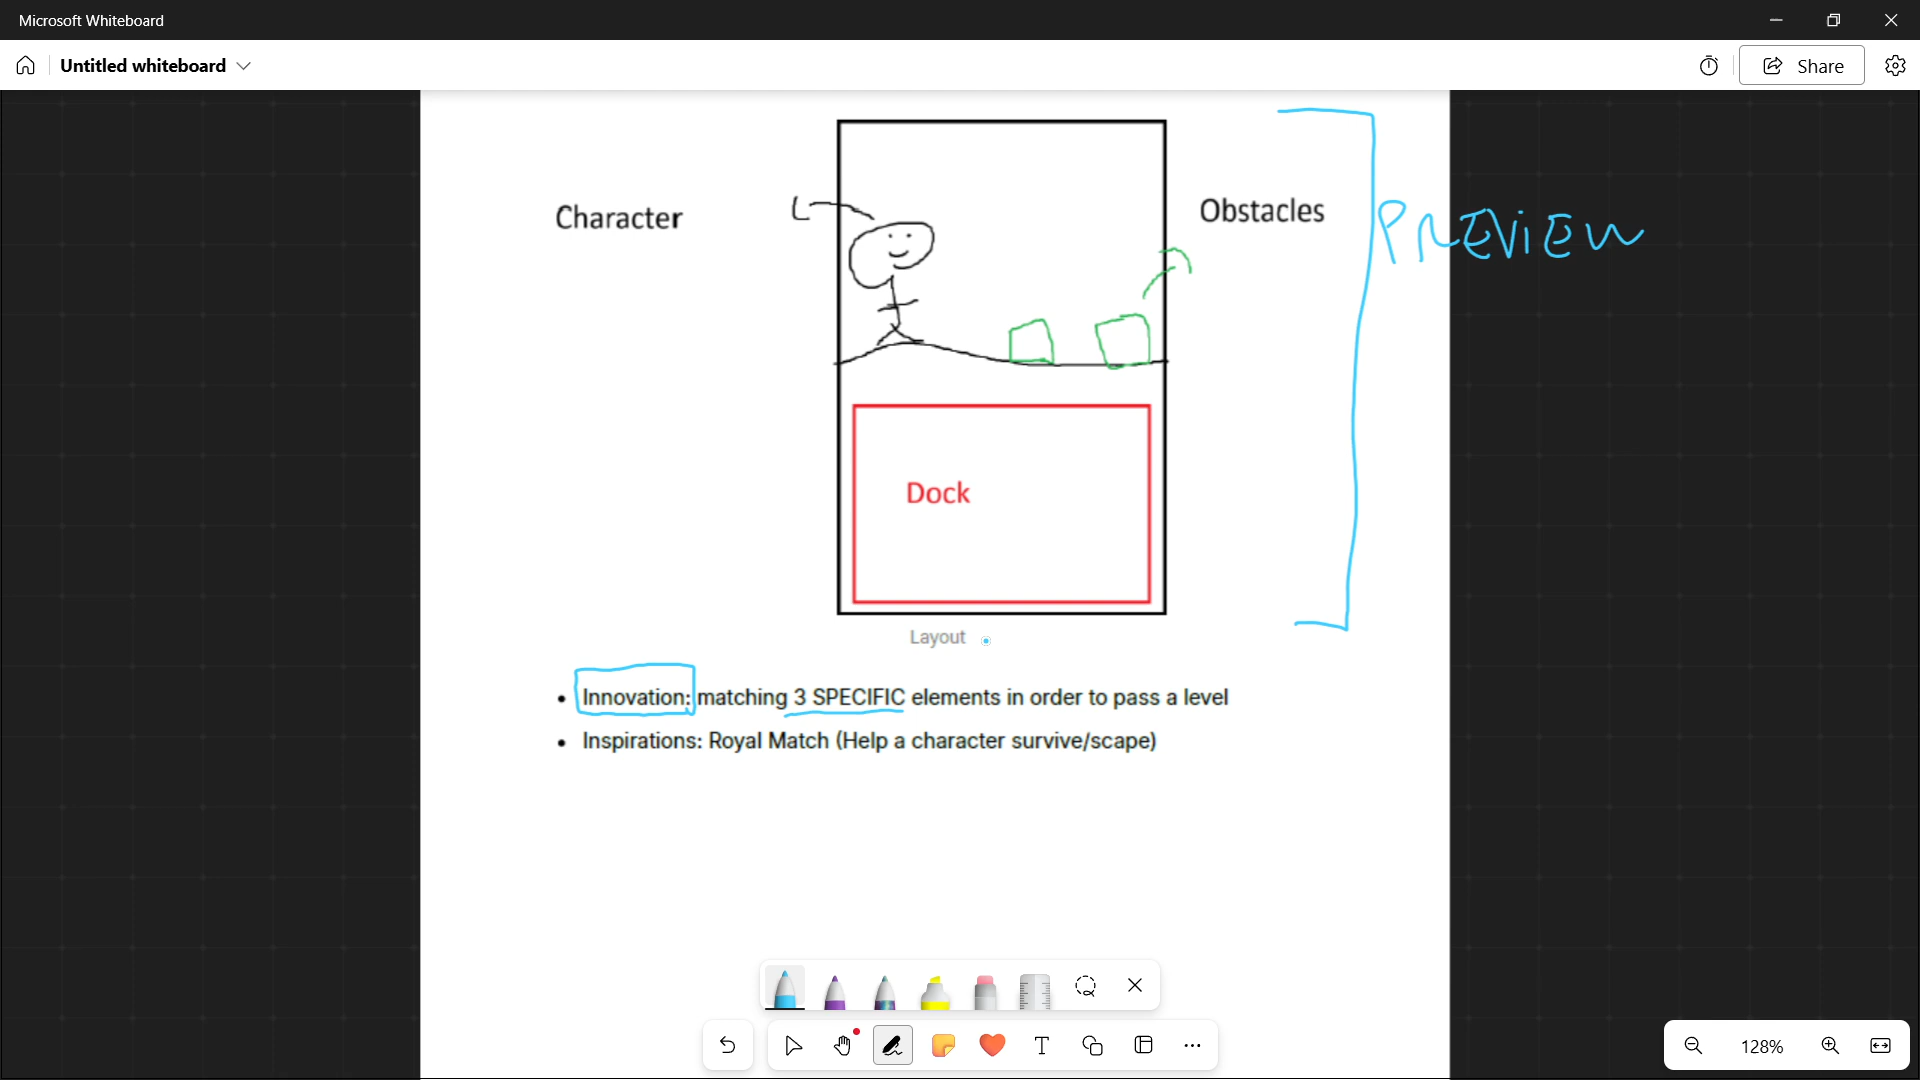 Microsoft Whiteboard
Untitled whiteboard
Share
Character
Obstacles
PREVIEW
Dock
Layout
• Innovation: matching 3 SPECIFIC elements in order to pass a level
• Inspirations: Royal Match (Help a character survive/scape)
128%